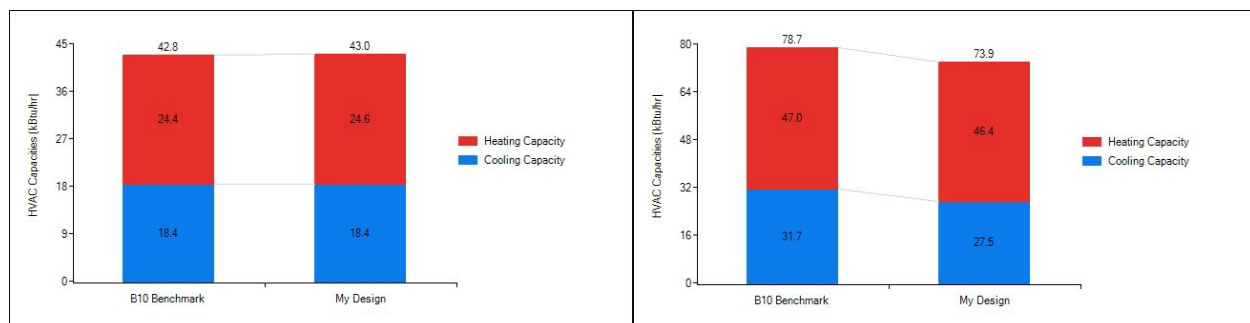 HVAC Capacities [kBtu/hr]
45
36
27
18
9
0
42.8
43.0
24.4
24.6
18.4
18.4
B10 Benchmark
My Design
Heating Capacity
Cooling Capacity
HVAC Capacities [kBtu/hr]
80
64
48
32
16
0
78.7
73.9
47.0
46.4
31.7
27.5
B10 Benchmark
My Design
Heating Capacity
Cooling Capacity